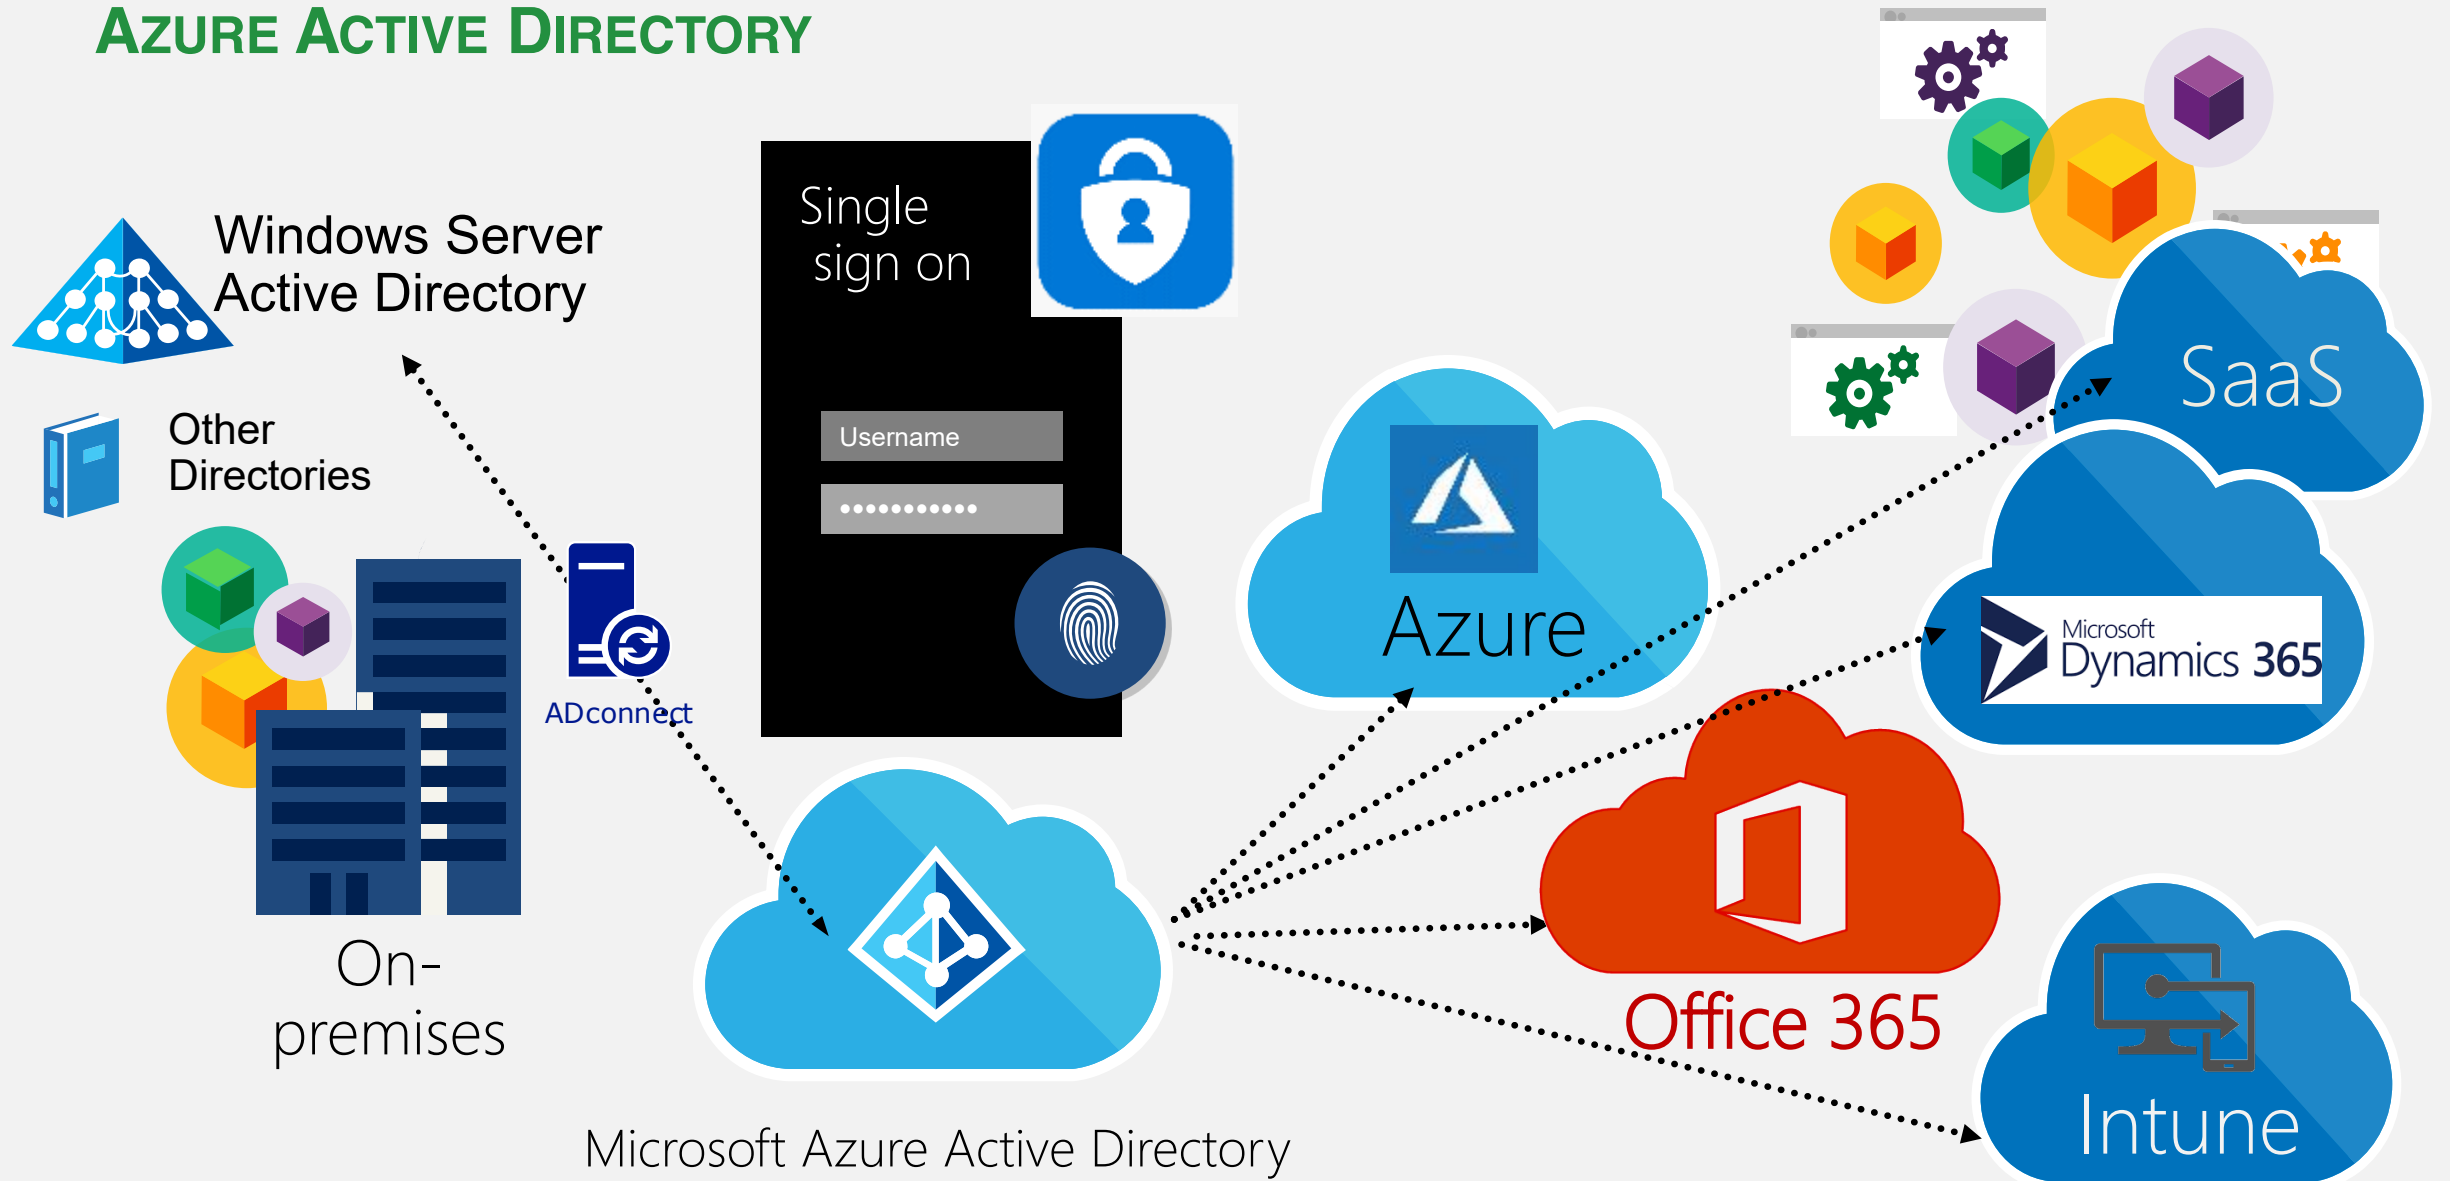 AZURE ACTIVE DIRECTORY
Windows Server
Active Directory
Other
Directories
ADconnect
On-
premises
Single
sign on
Username
Microsoft Azure Active Directory
Azure
SaaS
Microsoft
Dynamics 365
Office 365
Intune